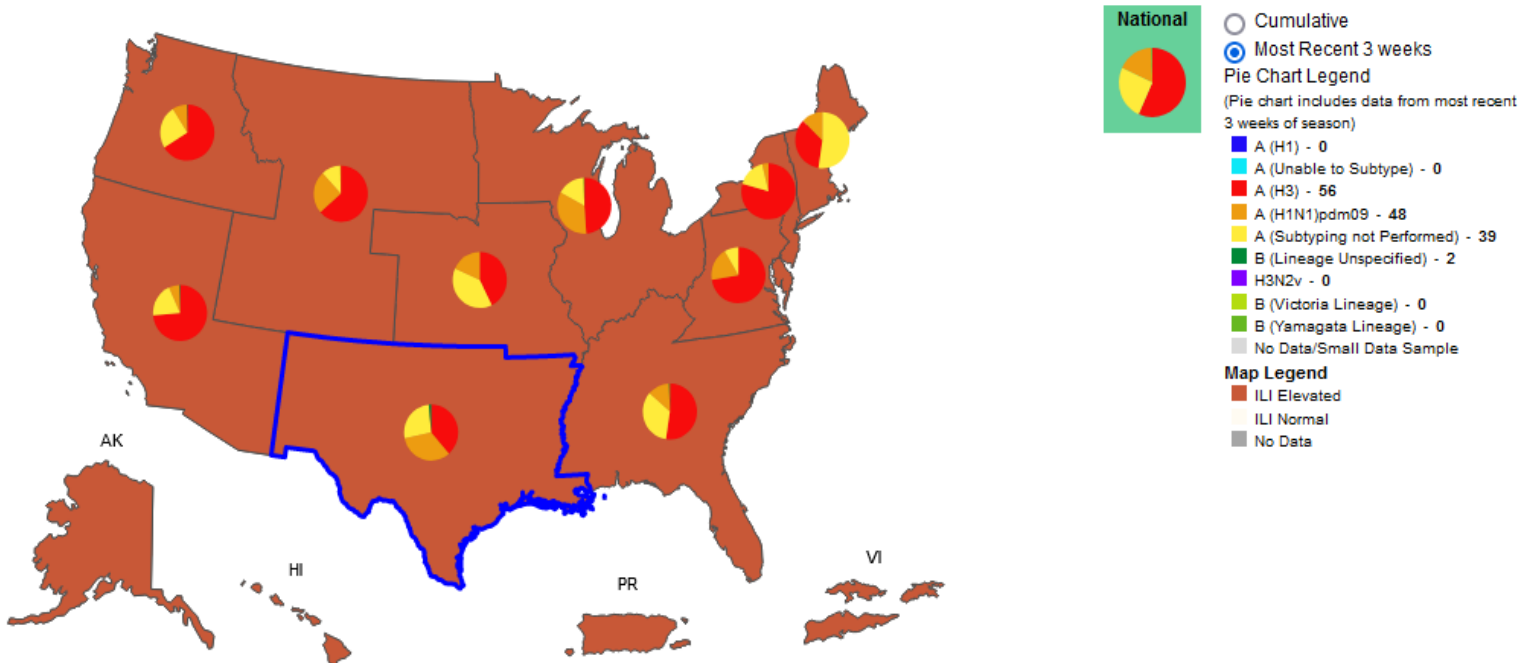 National
Cumulative
Most Recent 3 weeks
Pie Chart Legend
(Pie chart includes data from most recent
3 weeks of season)
A (H1) - 0
A (Unable to Subtype) - 0
A (H3) - 56
A (H1N1)pdm09 - 48
A (Subtyping not Performed) - 39
B (Lineage Unspecified) - 2
H3N2v - 0
B (Victoria Lineage) - 0
B (Yamagata Lineage) - 0
No Data/Small Data Sample
Map Legend
ILI Elevated
ILI Normal
No Data
AK
HI
PR
VI